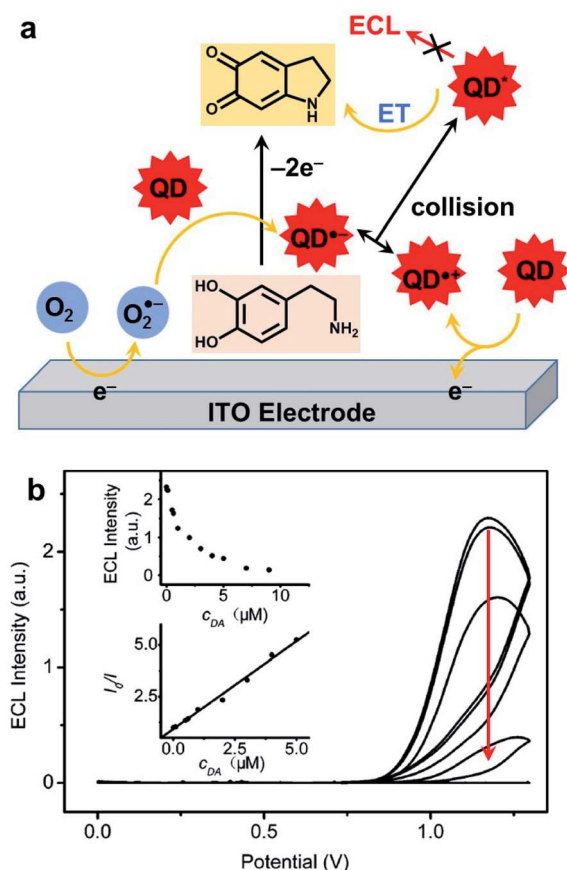 a
ECL
QD*
O
O
N
H
ET
–2e⁻
QD
collision
QD•−
QD•+
QD
O₂
O₂•−
HO
HO
NH₂
e⁻
e⁻
ITO Electrode
b
ECL Intensity (a.u.)
2
1
0
0.0
0.5
1.0
Potential (V)
ECL Intensity
(a.u.)
2
1
0
0
5
10
c_DA (μM)
I₀/I
5.0
2.5
0.0
2.5
5.0
c_DA (μM)